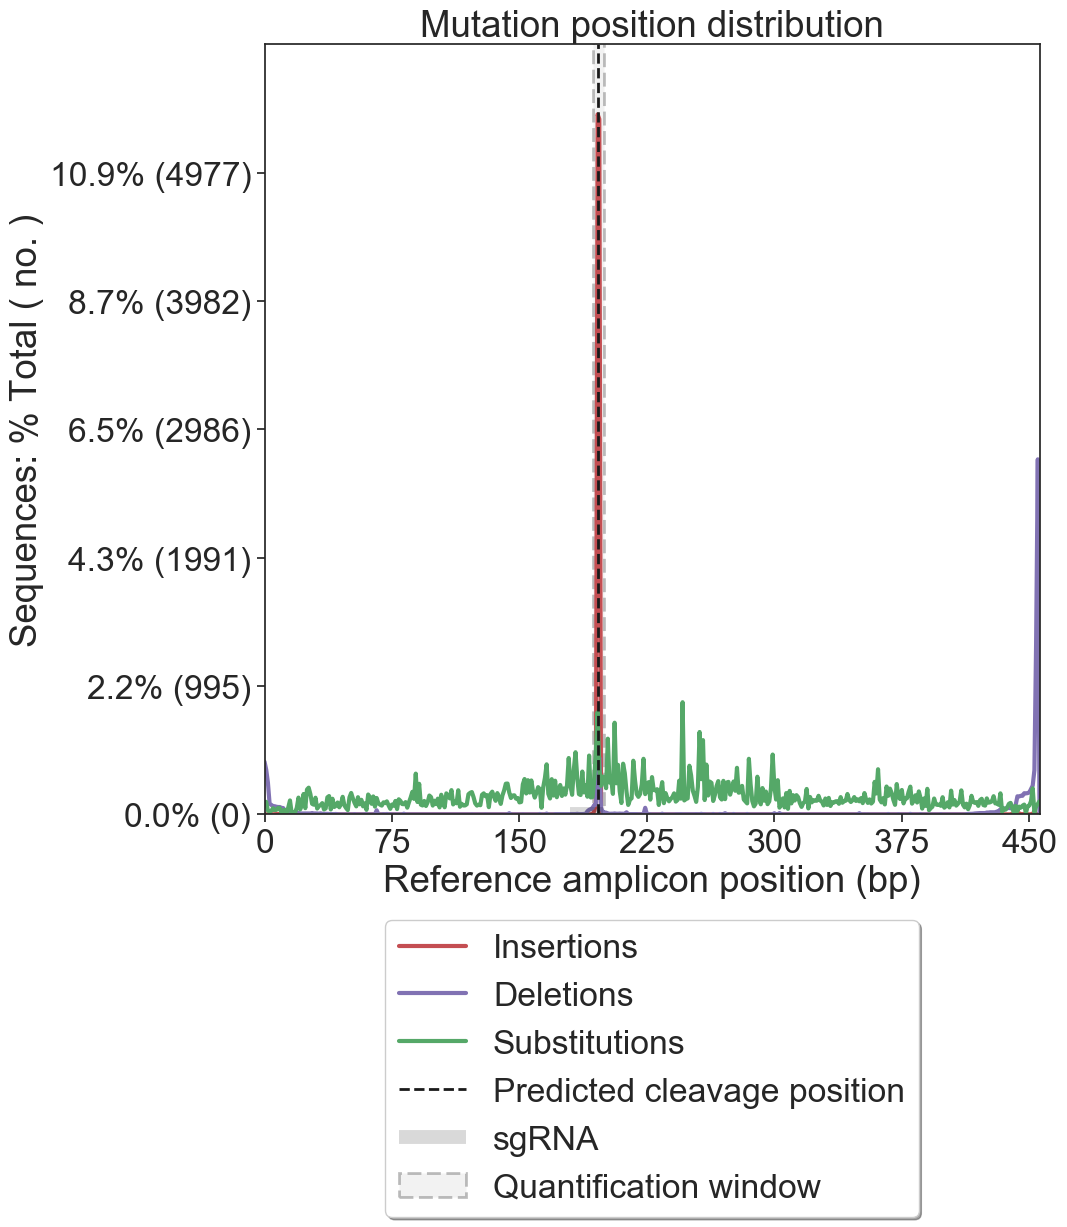 Mutation position distribution
10.9% (4977)
8.7% (3982)
6.5% (2986)
4.3% (1991)
2.2% (995)
0.0% (0)
Sequences: % Total ( no. )
0 75 150 225 300 375 450
Reference amplicon position (bp)
Insertions
Deletions
Substitutions
Predicted cleavage position
sgRNA
Quantification window